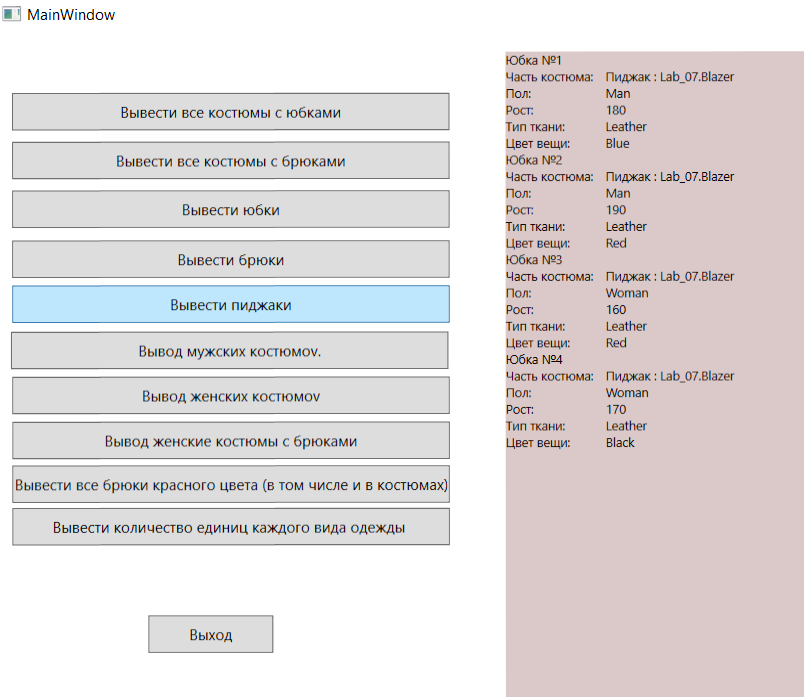 MainWindow
Вывести все костюмы с юбками
Вывести все костюмы с брюками
Вывести юбки
Вывести брюки
Вывести пиджаки
Вывод мужских костюмоv.
Вывод женских костюмоv
Вывод женские костюмы с брюками
Вывести все брюки красного цвета (в том числе и в костюмах)
Вывести количество единиц каждого вида одежды
Выход
Юбка №1
Часть костюма: Пиджак : Lab_07.Blazer
Пол: Man
Рост: 180
Тип ткани: Leather
Цвет вещи: Blue
Юбка №2
Часть костюма: Пиджак : Lab_07.Blazer
Пол: Man
Рост: 190
Тип ткани: Leather
Цвет вещи: Red
Юбка №3
Часть костюма: Пиджак : Lab_07.Blazer
Пол: Woman
Рост: 160
Тип ткани: Leather
Цвет вещи: Red
Юбка №4
Часть костюма: Пиджак : Lab_07.Blazer
Пол: Woman
Рост: 170
Тип ткани: Leather
Цвет вещи: Black